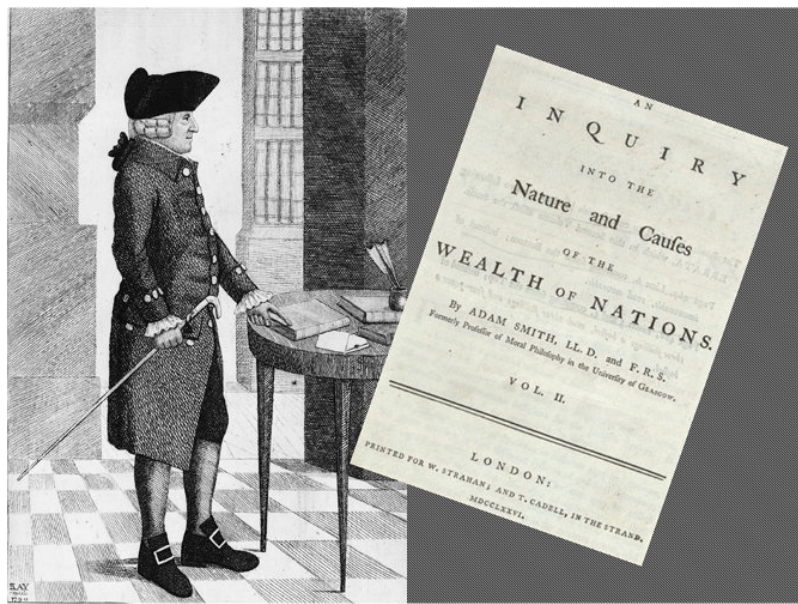 AN
INQUIRY
INTO THE
Nature and Cauſes
OF THE
WEALTH OF NATIONS.
By ADAM SMITH, LL. D. and F. R. S.
Formerly Profeſſor of Moral Philoſophy in the Univerſity of GLASGOW.
VOL. II.
LONDON:
PRINTED FOR W. STRAHAN; AND T. CADELL, IN THE STRAND.
MDCCLXXVI.
KAY